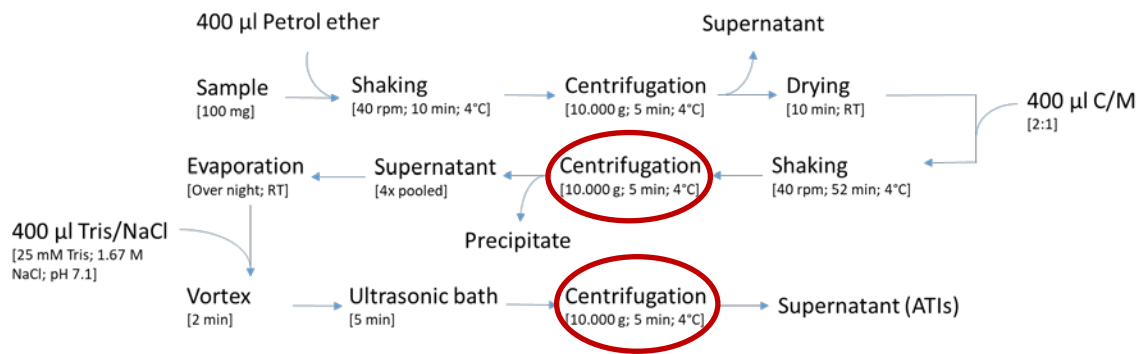 400 µl Petrol ether
Supernatant
Sample
[100 mg]
Shaking
[40 rpm; 10 min; 4°C]
Centrifugation
[10.000 g; 5 min; 4°C]
Drying
[10 min; RT]
400 µl C/M
[2:1]
Evaporation
[Over night; RT]
Supernatant
[4x pooled]
Centrifugation
[10.000 g; 5 min; 4°C]
Shaking
[40 rpm; 52 min; 4°C]
Precipitate
400 µl Tris/NaCl
[25 mM Tris; 1.67 M
NaCl; pH 7.1]
Vortex
[2 min]
Ultrasonic bath
[5 min]
Centrifugation
[10.000 g; 5 min; 4°C]
Supernatant (ATIs)